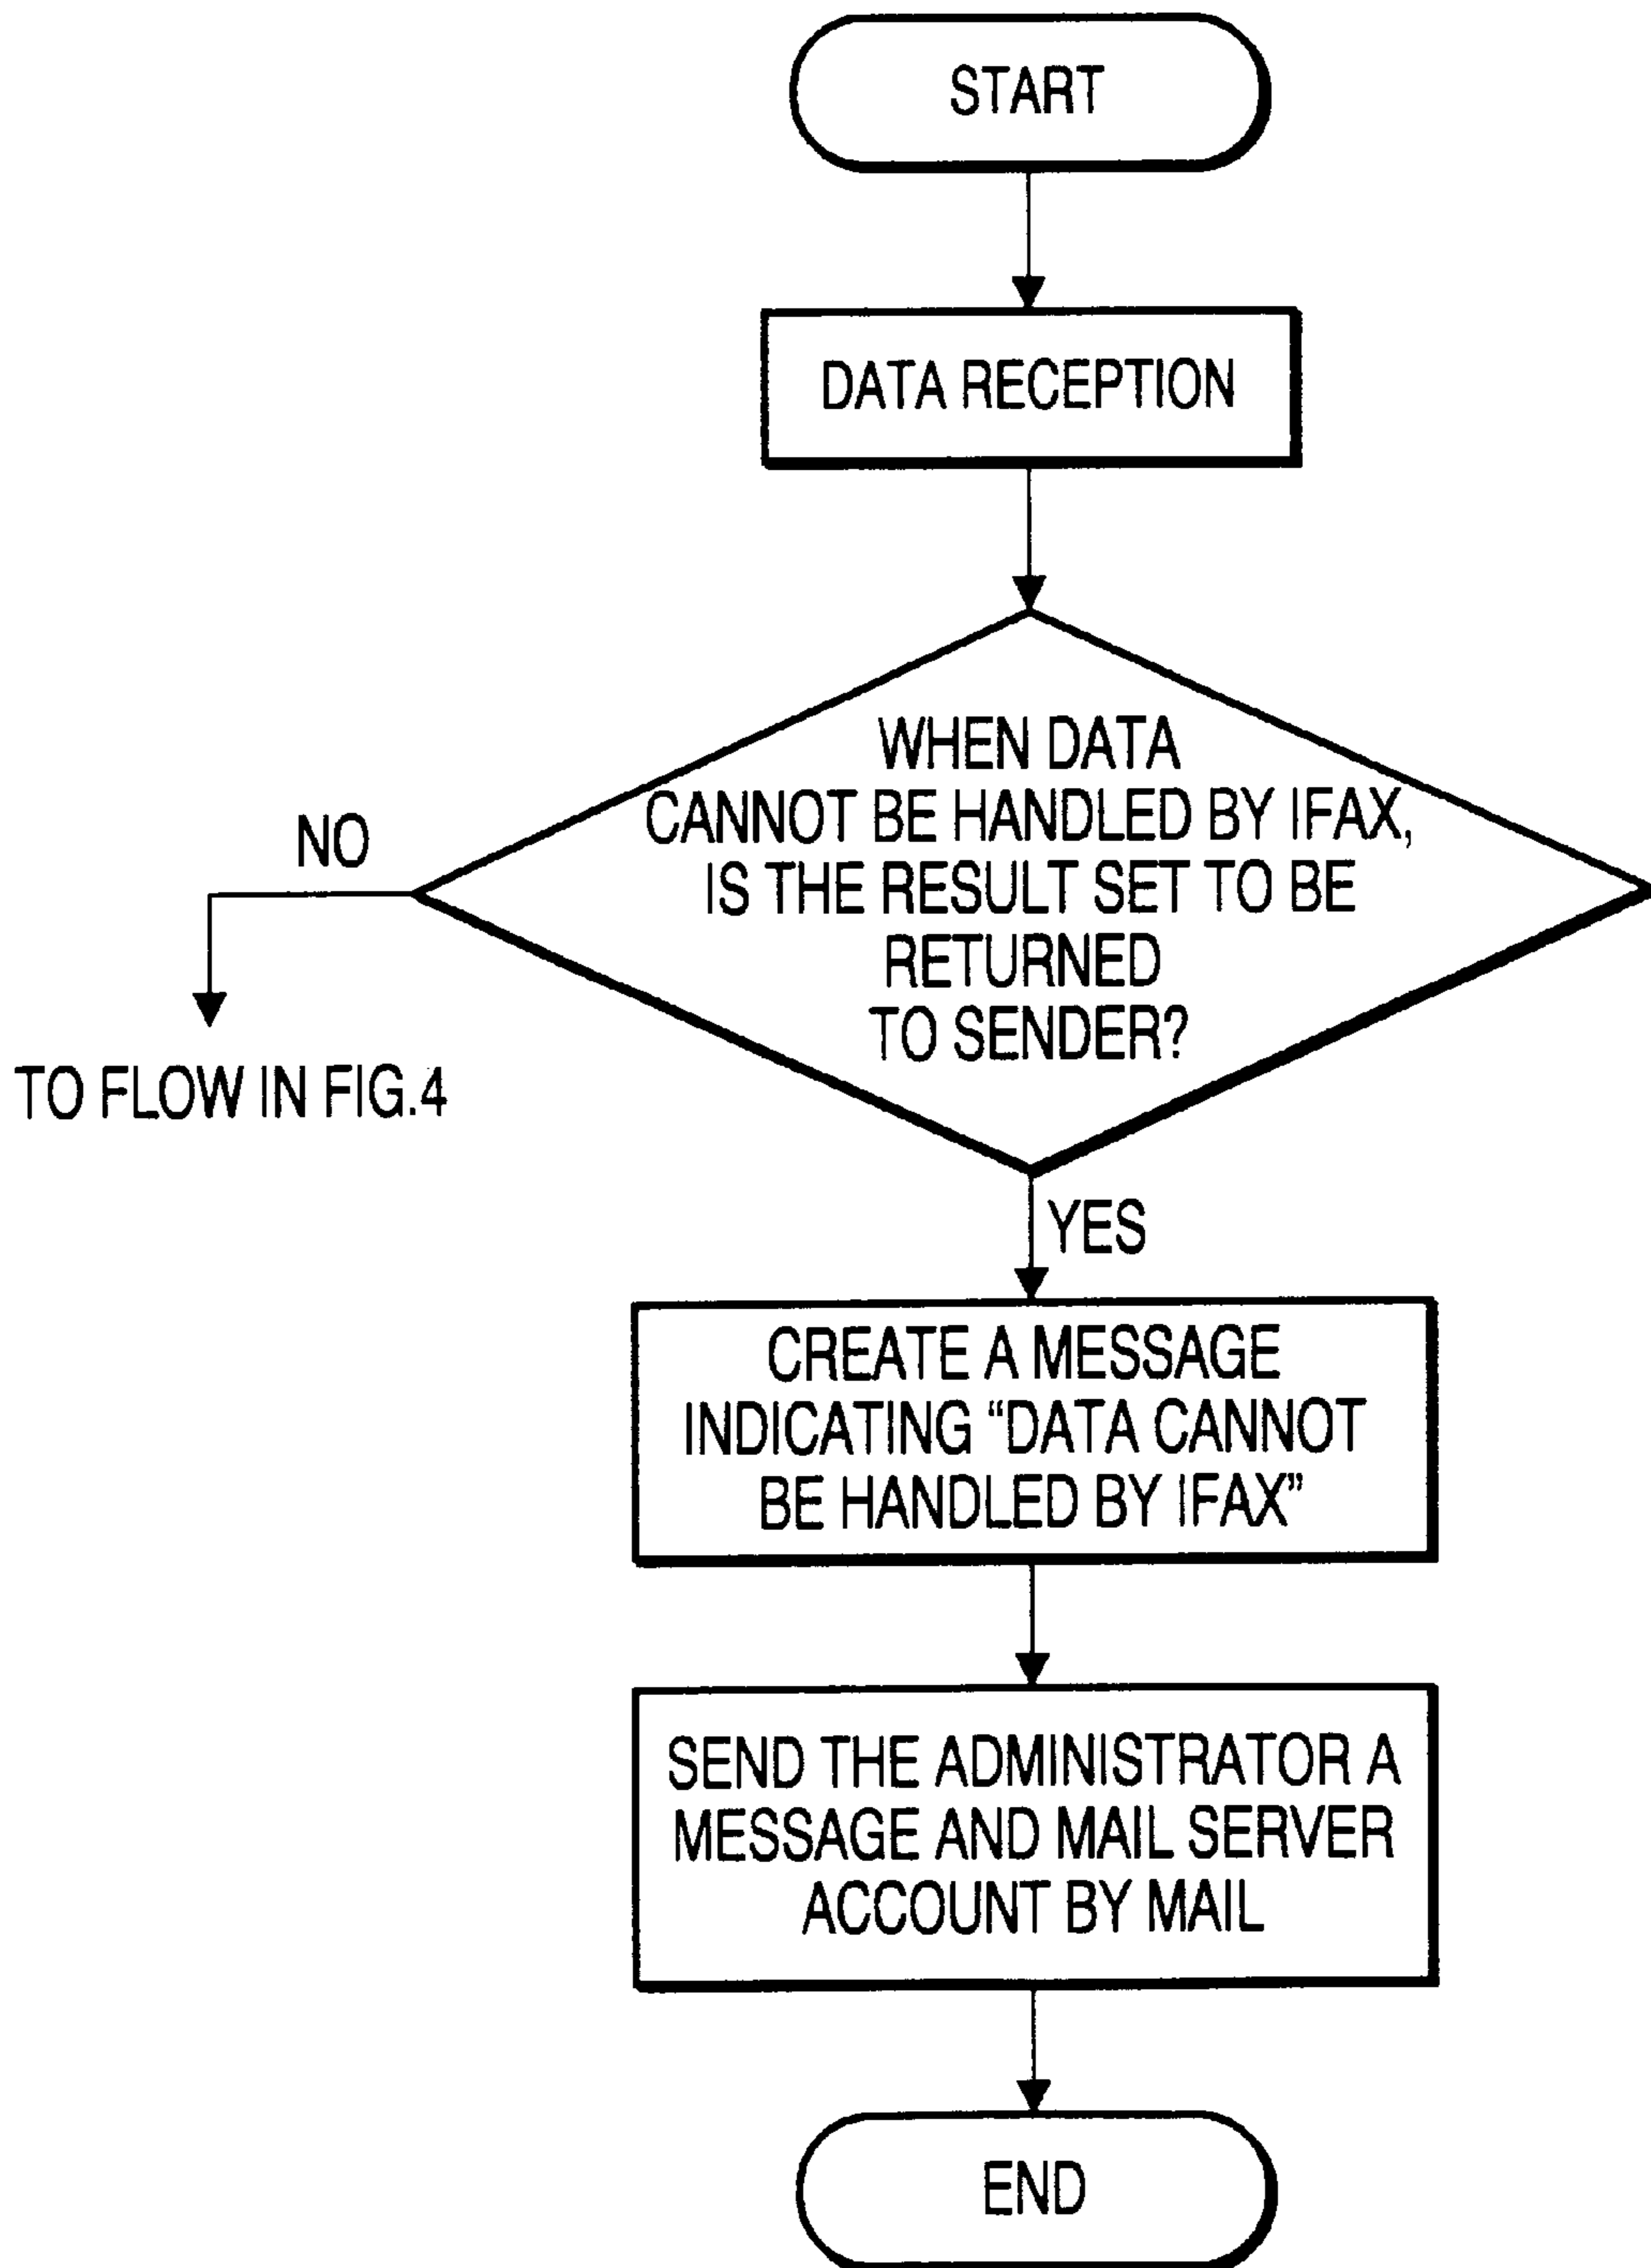 START
DATA RECEPTION
WHEN DATA
CANNOT BE HANDLED BY IFAX,
IS THE RESULT SET TO BE
RETURNED
TO SENDER?
NO
TO FLOW IN FIG.4
YES
CREATE A MESSAGE
INDICATING “DATA CANNOT
BE HANDLED BY IFAX”
SEND THE ADMINISTRATOR A
MESSAGE AND MAIL SERVER
ACCOUNT BY MAIL
END